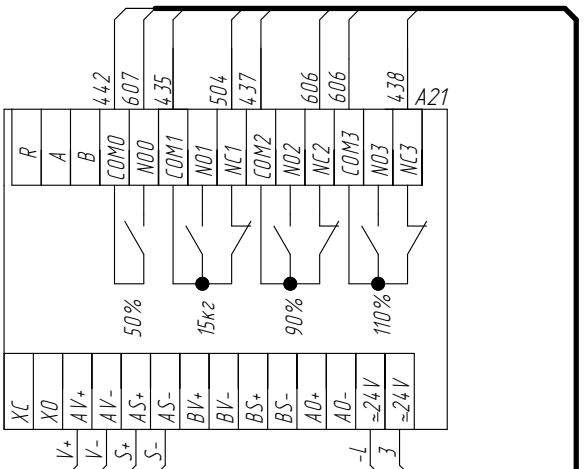 442 607 435 504 437 606 606 438 A21
R A B COM0 NO0 COM1 NO1 NC1 COM2 NO2 NC2 COM3 NO3 NC3
50% 15кг 90% 110%
XC XO AV+ AV- AS+ AS- BV+ BV- BS+ BS- AO+ AO- ≂24V ≂24V
V+ V- S+ S- -L 3